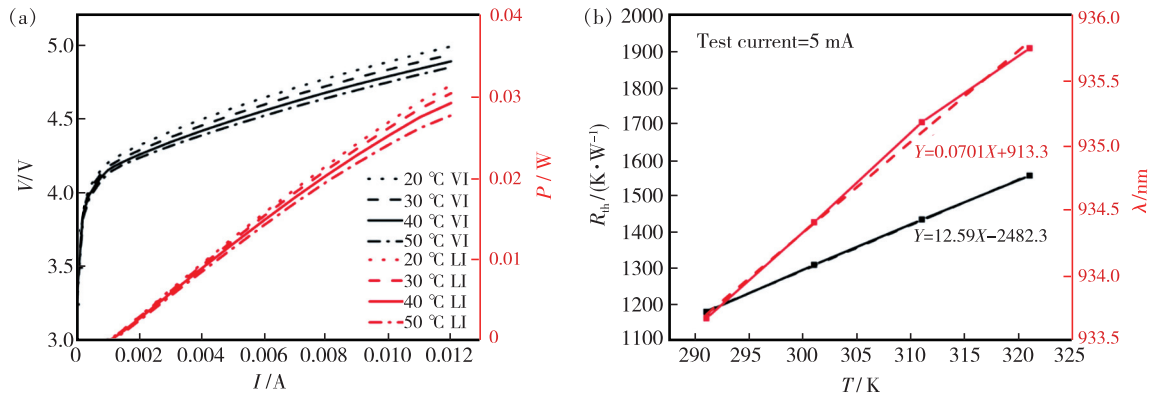 (a)
V/V
5.0
4.5
4.0
3.5
3.0
0
0.002
0.004
0.006
0.008
0.010
0.012
I/A
0.04
0.03
0.02
0.01
0
P/W
20 ℃ VI
30 ℃ VI
40 ℃ VI
50 ℃ VI
20 ℃ LI
30 ℃ LI
40 ℃ LI
50 ℃ LI
(b)
Test current=5 mA
R_th/(K·W⁻¹)
2000
1900
1800
1700
1600
1500
1400
1300
1200
1100
290
295
300
305
310
315
320
325
T/K
936.0
935.5
935.0
934.5
934.0
933.5
λ/nm
Y=0.0701X+913.3
Y=12.59X−2482.3